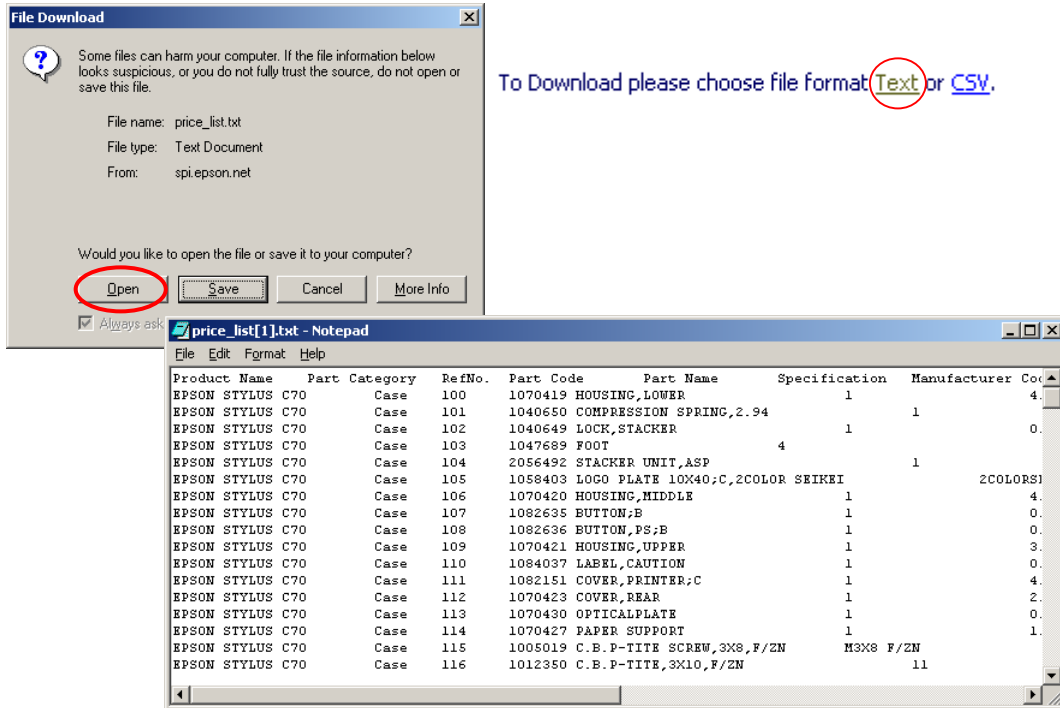 File Download
Some files can harm your computer. If the file information below
looks suspicious, or you do not fully trust the source, do not open or
save this file.
File name: price_list.txt
File type: Text Document
From: spi.epson.net
Would you like to open the file or save it to your computer?
Open Save Cancel More Info
Always ask
To Download please choose file format Text or CSV.
price_list[1].txt - Notepad
File Edit Format Help
Product Name Part Category RefNo. Part Code Part Name Specification Manufacturer
EPSON STYLUS C70 Case 100 1070419 HOUSING,LOWER 1 4.
EPSON STYLUS C70 Case 101 1040650 COMPRESSION SPRING,2.94 1
EPSON STYLUS C70 Case 102 1040649 LOCK,STACKER 1 0.
EPSON STYLUS C70 Case 103 1047689 FOOT 4
EPSON STYLUS C70 Case 104 2056492 STACKER UNIT,ASP 1
EPSON STYLUS C70 Case 105 1058403 LOGO PLATE 10X40;C,2COLOR SEIKEI
EPSON STYLUS C70 Case 106 1070420 HOUSING,MIDDLE 1 4.
EPSON STYLUS C70 Case 107 1082635 BUTTON;B 1 0.
EPSON STYLUS C70 Case 108 1082636 BUTTON,PS;B 1 0.
EPSON STYLUS C70 Case 109 1070421 HOUSING,UPPER 1 3.
EPSON STYLUS C70 Case 110 1084037 LABEL,CAUTION 1 0.
EPSON STYLUS C70 Case 111 1082151 COVER,PRINTER;C 1 4.
EPSON STYLUS C70 Case 112 1070423 COVER,REAR 1 2.
EPSON STYLUS C70 Case 113 1070430 OPTICALPLATE 1 0.
EPSON STYLUS C70 Case 114 1070427 PAPER SUPPORT 1 1.
EPSON STYLUS C70 Case 115 1005019 C.B.P-TITE SCREW,3X8,F/ZN M3X8 F/ZN
EPSON STYLUS C70 Case 116 1012350 C.B.P-TITE,3X10,F/ZN 11